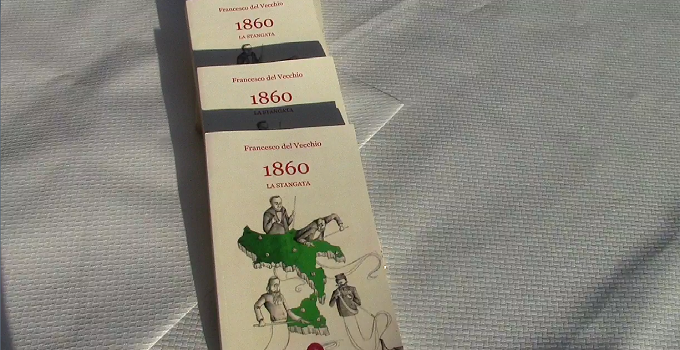 Francesco del Vecchio
1860
LA STANGATA
Francesco del Vecchio
1860
LA STANGATA
Francesco del Vecchio
1860
LA STANGATA